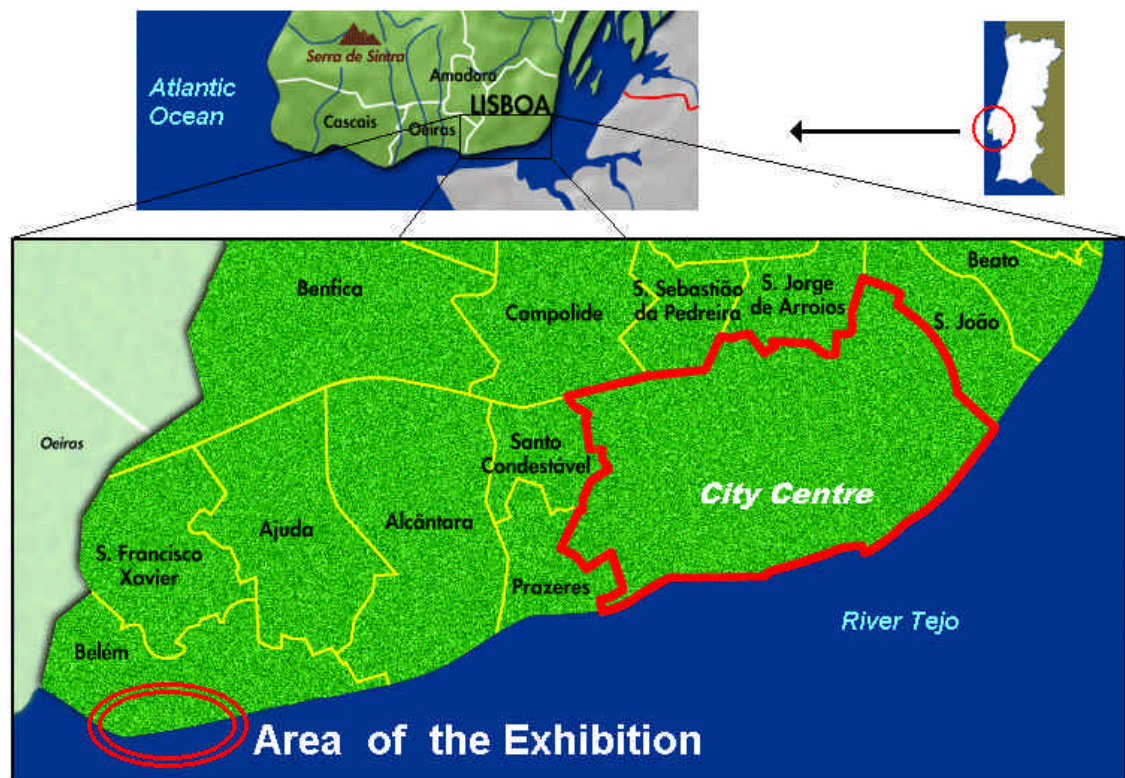 Serra de Sintra
Atlantic
Ocean
Amadora
LISBOA
Cascais
Oeiras
Benfica
Campolide
S. Sebastião
da Pedreira
S. Jorge
de Arroios
Beato
S. João
Oeiras
Santo
Condestável
City Centre
Ajuda
Alcântara
S. Francisco
Xavier
Prazeres
River Tejo
Belém
Area of the Exhibition